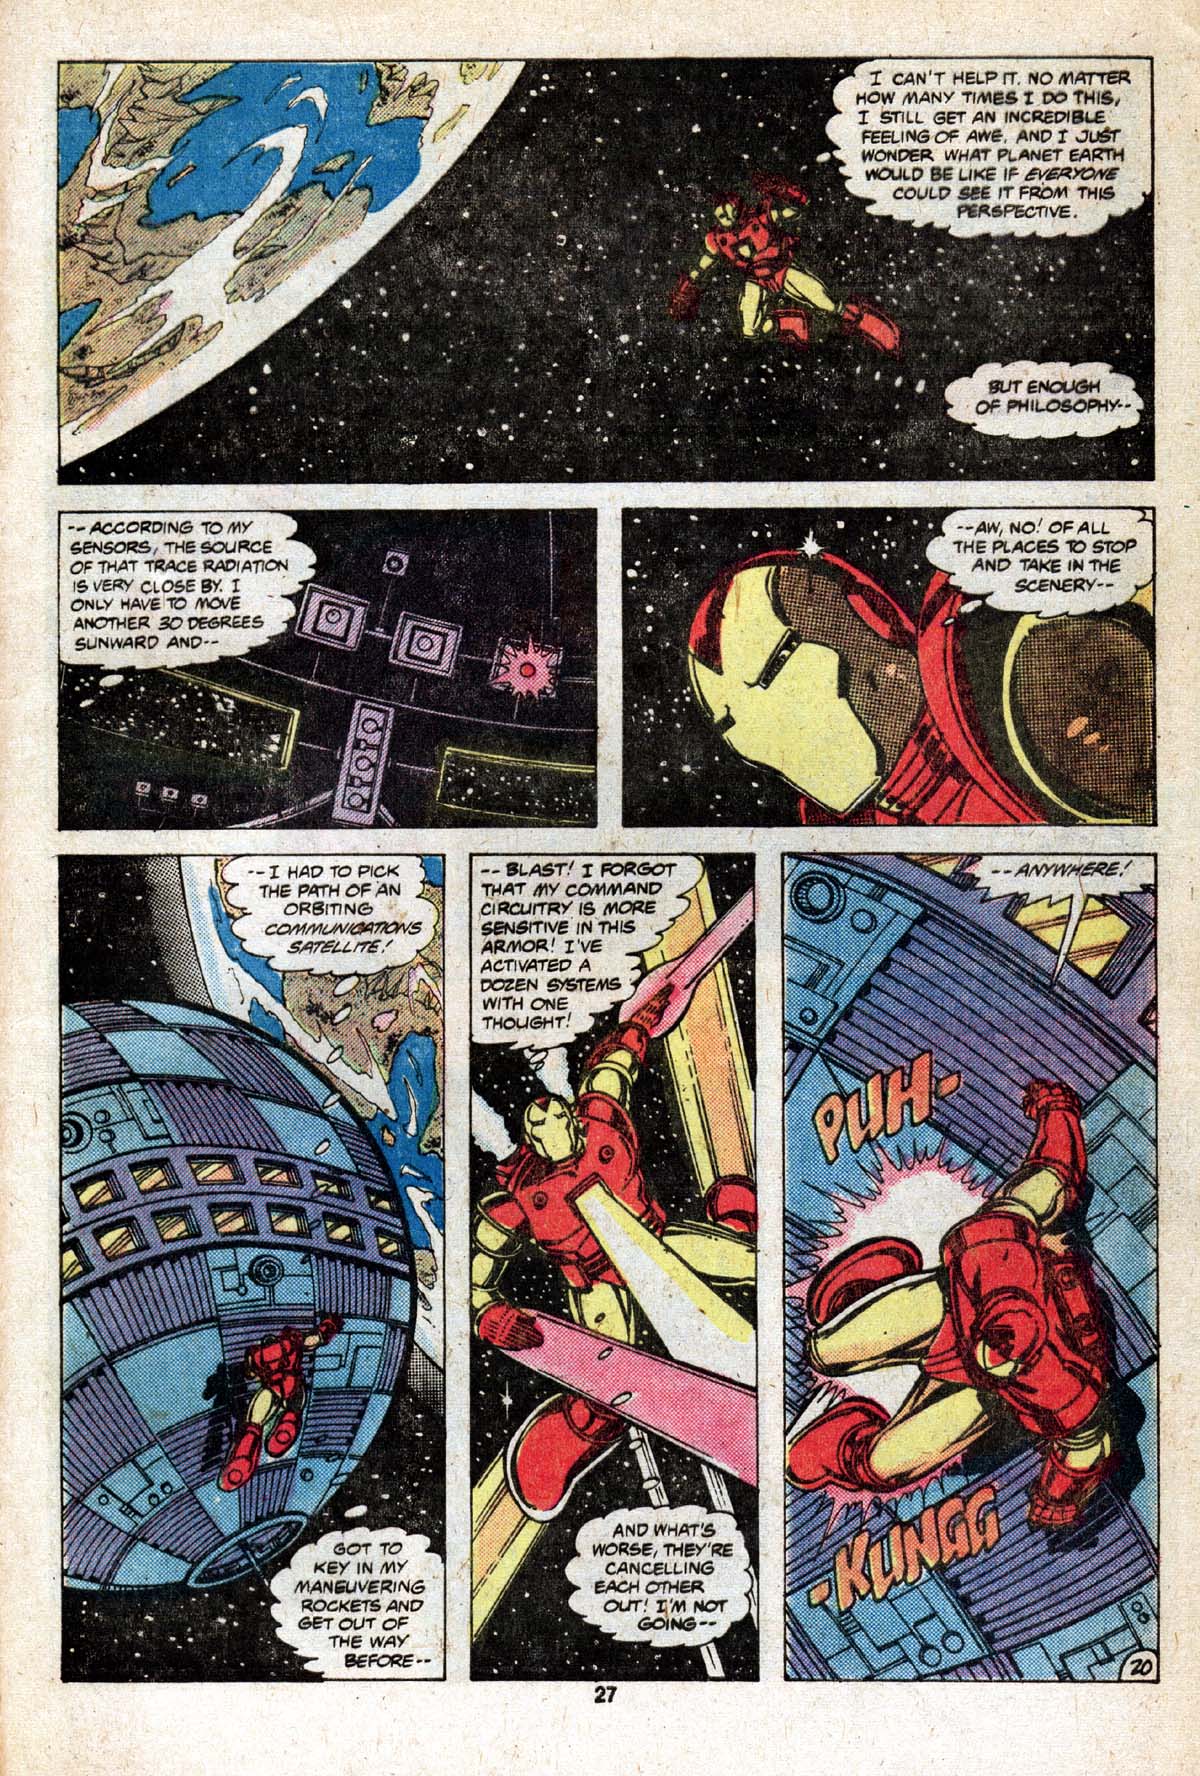 I CAN'T HELP IT. NO MATTER
HOW MANY TIMES I DO THIS,
I STILL GET AN INCREDIBLE
FEELING OF AWE, AND I JUST
WONDER WHAT PLANET EARTH
WOULD BE LIKE IF EVERYONE
COULD SEE IT FROM THIS
PERSPECTIVE.
BUT ENOUGH
OF PHILOSOPHY--
-- ACCORDING TO MY
SENSORS, THE SOURCE
OF THAT TRACE RADIATION
IS VERY CLOSE BY. I
ONLY HAVE TO MOVE
ANOTHER 30 DEGREES
SUNWARD AND--
--AW, NO! OF ALL
THE PLACES TO STOP
AND TAKE IN THE
SCENERY--
-- I HAD TO PICK
THE PATH OF AN
ORBITING
COMMUNICATIONS
SATELLITE!
GOT TO
KEY IN MY
MANEUVERING
ROCKETS AND
GET OUT OF
THE WAY
BEFORE--
-- BLAST! I FORGOT
THAT MY COMMAND
CIRCUITRY IS MORE
SENSITIVE IN THIS
ARMOR! I'VE
ACTIVATED A
DOZEN SYSTEMS
WITH ONE
THOUGHT!
AND WHAT'S
WORSE, THEY'RE
CANCELLING
EACH OTHER
OUT! I'M NOT
GOING--
--ANYWHERE!
PUH-
-KUNGG
20
27